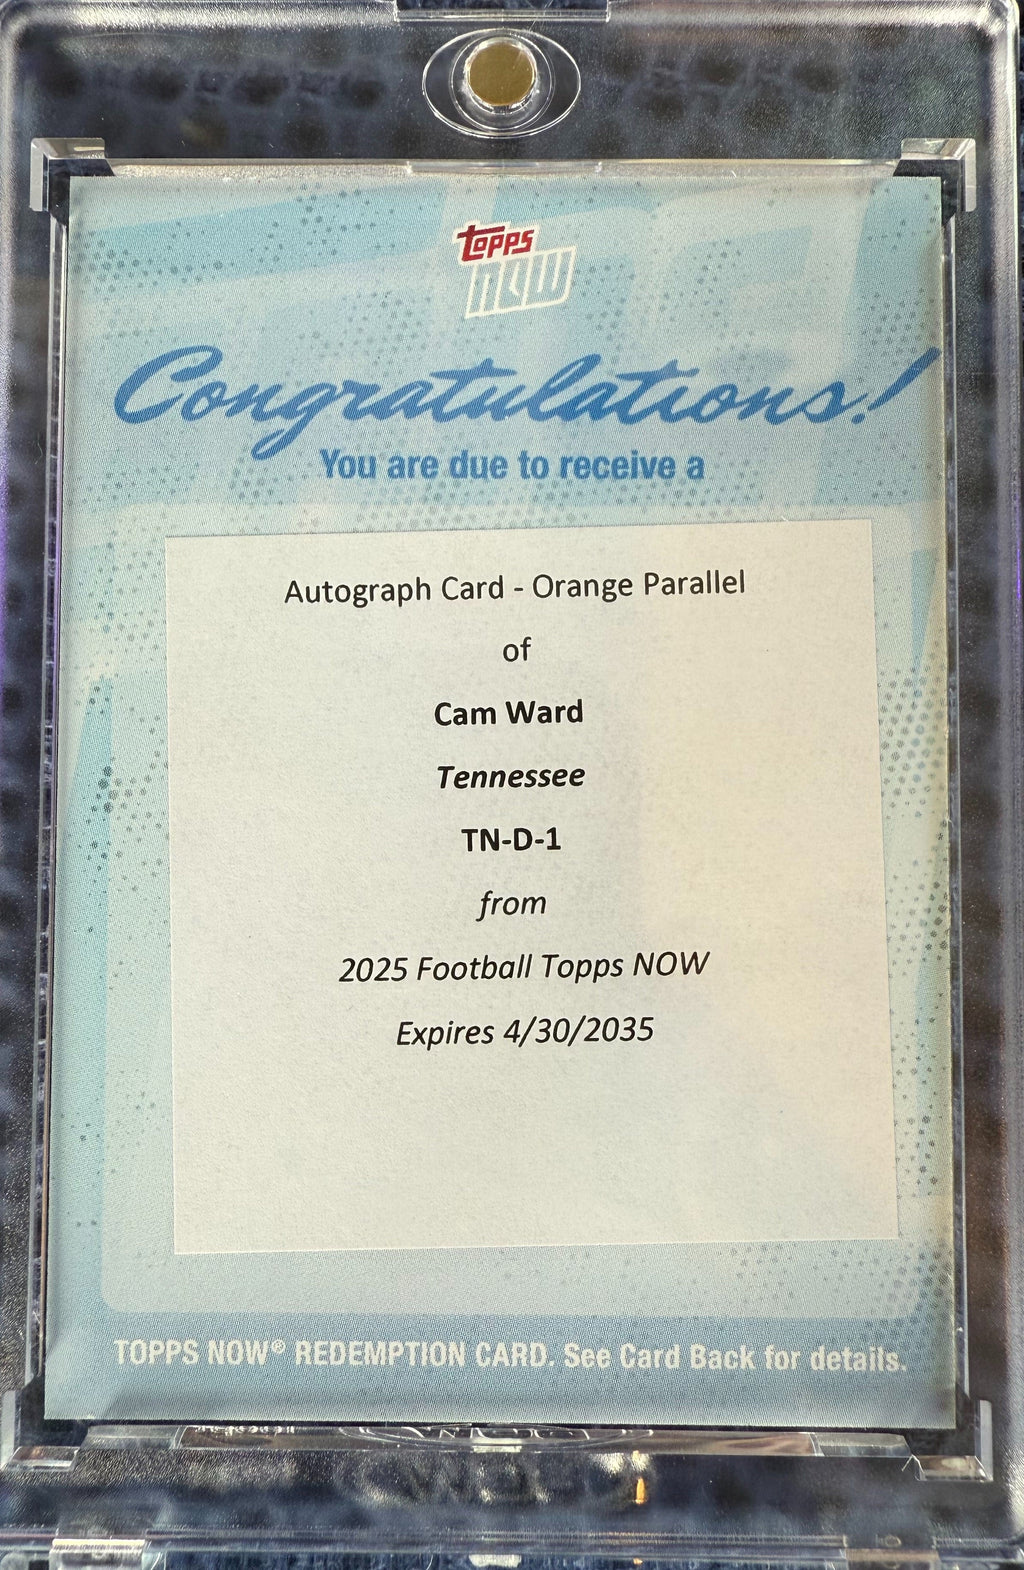 topps
now
Congratulations!
You are due to receive a
Autograph Card - Orange Parallel
of
Cam Ward
Tennessee
TN-D-1
from
2025 Football Topps NOW
Expires 4/30/2035
TOPPS NOW® REDEMPTION CARD. See Card Back for details.